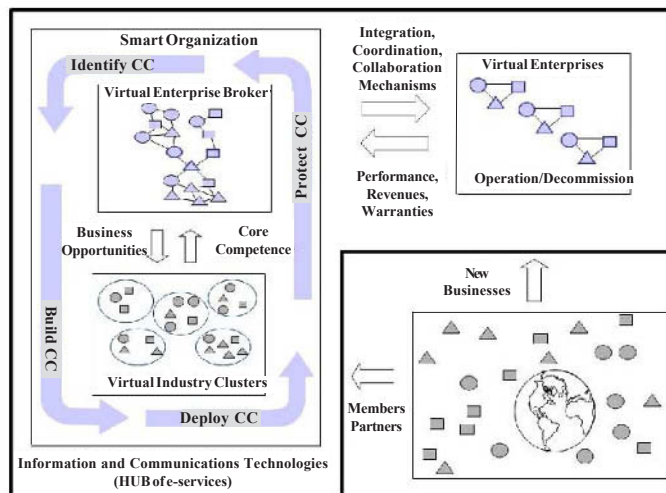 Smart Organization
Identify CC
Virtual Enterprise Broker
Protect CC
Business
Opportunities
Core
Competence
Build CC
Virtual Industry Clusters
Deploy CC
Information and Communications Technologies
(HUB of e-services)
Integration,
Coordination,
Collaboration
Mechanisms
Performance,
Revenues,
Warranties
Virtual Enterprises
Operation/Decommission
New
Businesses
Members
Partners